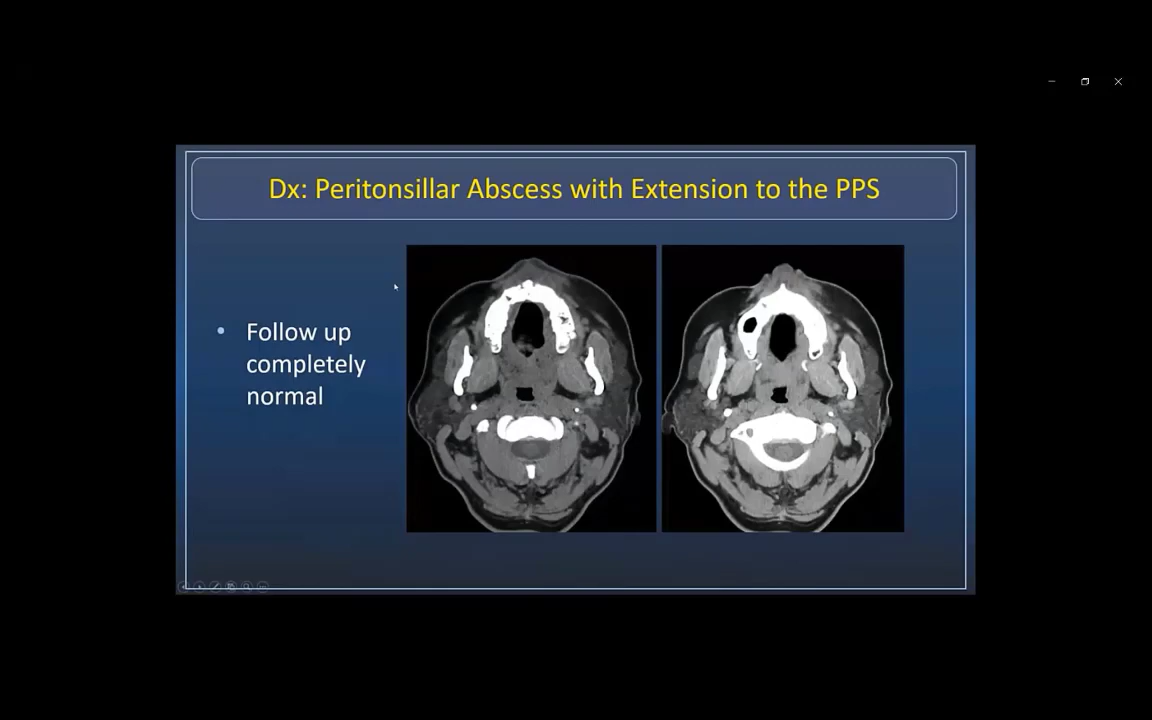 Dx: Peritonsillar Abscess with Extension to the PPS
• Follow up
completely
normal